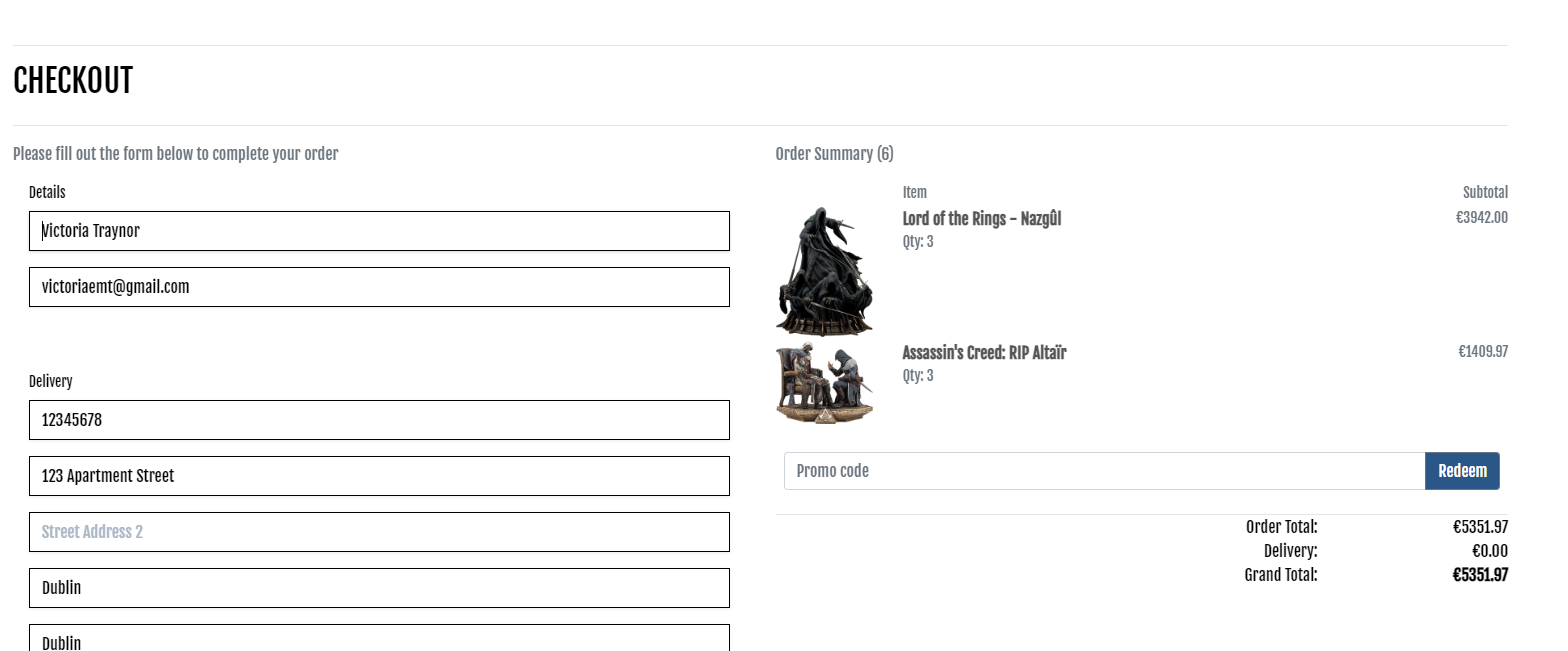 CHECKOUT
Please fill out the form below to complete your order
Details
Victoria Traynor
victoriaemt@gmail.com
Delivery
12345678
123 Apartment Street
Street Address 2
Dublin
Dublin
Order Summary (6)
Item Subtotal
Lord of the Rings - Nazgûl €3942.00
Qty: 3
Assassin's Creed: RIP Altaïr €1409.97
Qty: 3
Promo code Redeem
Order Total: €5351.97
Delivery: €0.00
Grand Total: €5351.97